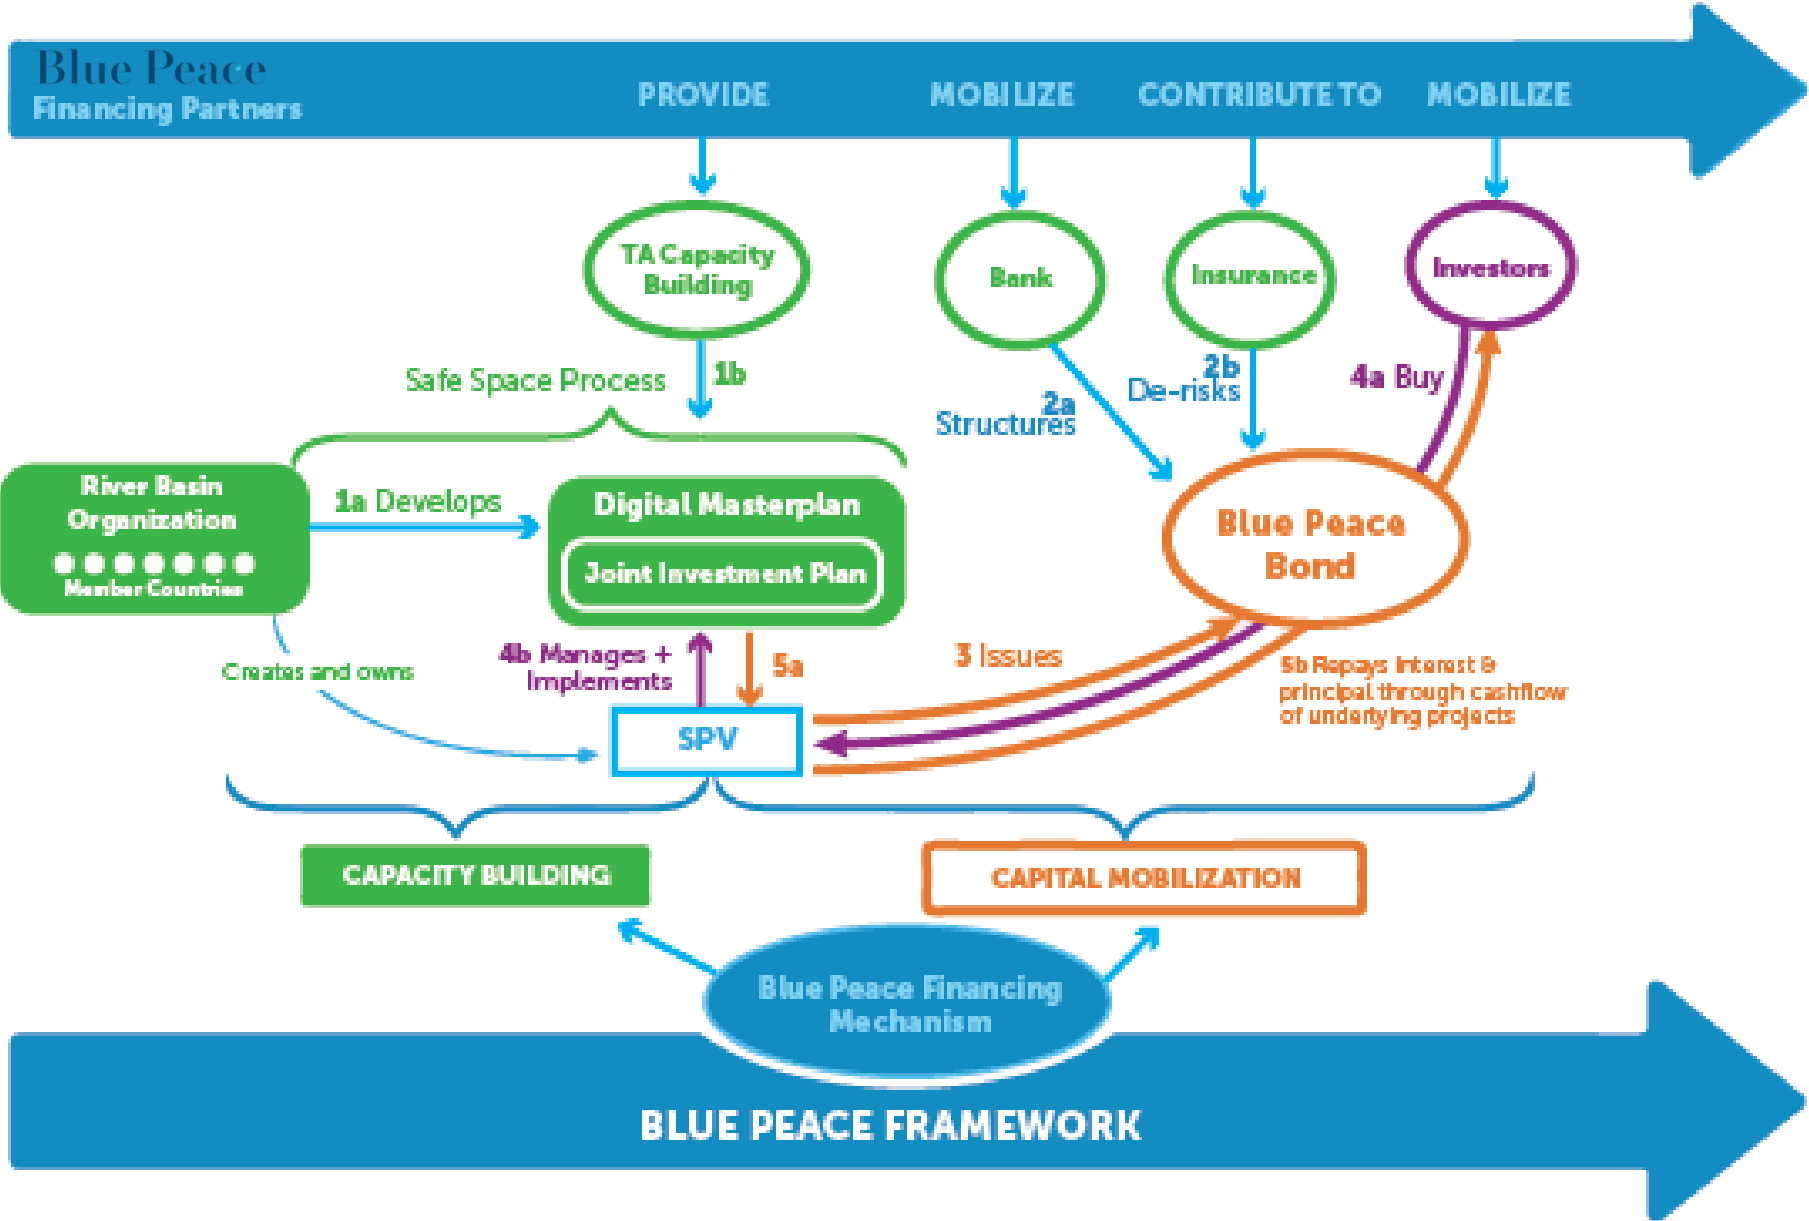 Blue Peace
Financing Partners
PROVIDE
MOBILIZE
CONTRIBUTE TO
MOBILIZE
TA Capacity
Building
Bank
Insurance
Investors
1b
Safe Space Process
2a
Structures
2b
De-risks
4a Buy
River Basin
Organization
Member Countries
1a Develops
Digital Masterplan
Joint Investment Plan
Blue Peace
Bond
Creates and owns
4b Manages +
Implements
5a
3 Issues
5b Repays interest &
principal through cashflow
of underlying projects
SPV
CAPACITY BUILDING
CAPITAL MOBILIZATION
Blue Peace Financing
Mechanism
BLUE PEACE FRAMEWORK